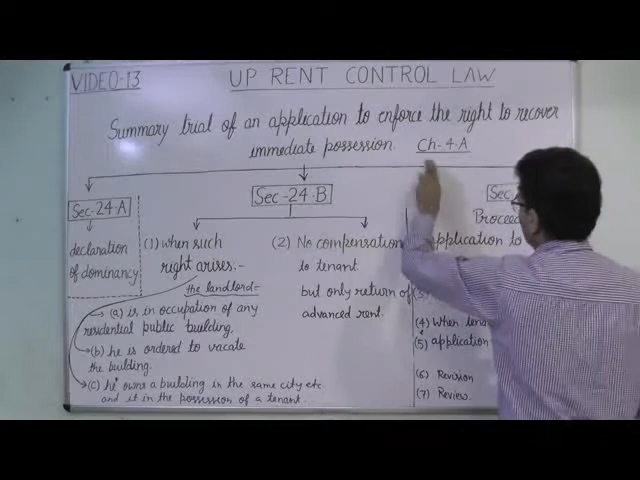 VIDEO-13
UP RENT CONTROL LAW
Summary trial of an application to enforce the right to recover
immediate possession Ch-4-A
Sec-24-A
declaration
of dominancy
Sec-24-B
(1) when such
right arises.-
the landlord-
(a) is in occupation of any
residential public building.
(b) he is ordered to vacate
the building.
(c) he owns a building in the same city etc
and it in the possession of a tenant.
(2) No compensation
to tenant.
but only return of
advanced rent.
Sec
application to
(3)
(4) When
(5) application
(6) Revision
(7) Review.